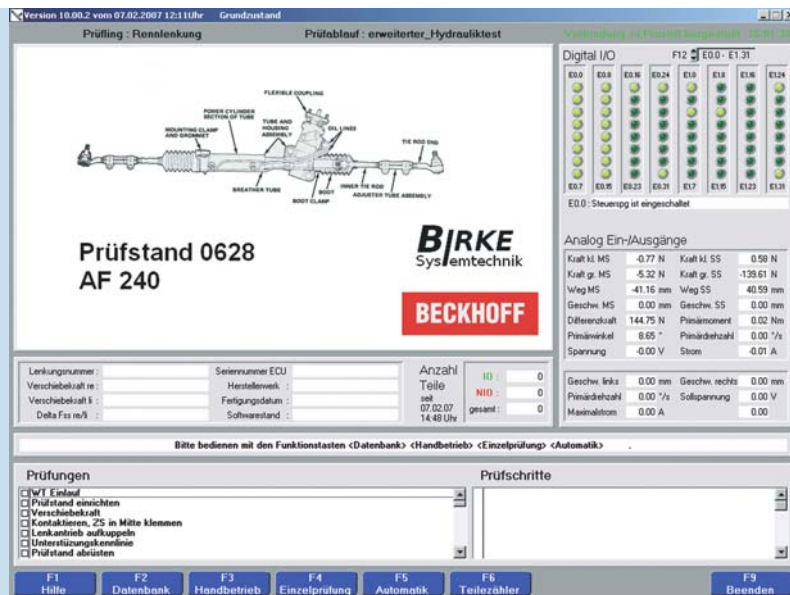 Version 10.00.2 vom 07.02.2007 12:11Uhr Grundzustand
Prüfling : Rennlenkung Prüfablauf : erweiterter_Hydrauliktest
Digital I/O F12 E0.0 - E1.31
E0.0 E0.8 E0.16 E0.24 E1.0 E1.8 E1.16 E1.24
E0.7 E0.15 E0.23 E0.31 E1.7 E1.15 E1.23 E1.31
E0.0 : Steuerspg ist eingeschaltet
FLEXIBLE COUPLING
POWER CYLINDER
SECTION OF TUBE
TUBE AND
HOUSING
ASSEMBLY
OIL LINES
MOUNTING CLAMP
AND GROMMET
TIE ROD END
BREATHER TUBE
BOOT
BOOT CLAMP
INNER TIE ROD
ADJUSTER TUBE ASSEMBLY
Prüfstand 0628
AF 240
BIRKE
Systemtechnik
BECKHOFF
Analog Ein-/Ausgänge
Kraft kl. MS -0.77 N Kraft kl. SS 0.58 N
Kraft gr. MS -5.32 N Kraft gr. SS -139.61 N
Weg MS -41.16 mm Weg SS 40.59 mm
Geschw. MS 0.00 mm Geschw. SS 0.00 mm
Differenzkraft 144.75 N Primärmoment 0.02 Nm
Primärwinkel 8.65 ° Primärdrehzahl 0.00 °/s
Spannung -0.00 V Strom -0.01 A
Geschw. links 0.00 mm Geschw. rechts 0.00 mm
Primärdrehzahl 0.00 °/s Sollspannung 0.00 V
Maximalstrom 0.00 A 0.00
Lenkungsnummer : Seriennummer ECU
Verschiebekraft re : Herstellerwerk :
Verschiebekraft li : Fertigungsdatum :
Delta Fss re/li : Softwarestand :
Anzahl
Teile
seit
07.02.07
14:48 Uhr
IO : 0
NIO : 0
gesamt : 0
Bitte bedienen mit den Funktionstasten <Datenbank> <Handbetrieb> <Einzelprüfung> <Automatik> .
Prüfungen
WT Einlauf
Prüfstand einrichten
Verschiebekraft
Kontaktieren, ZS in Mitte klemmen
Lenkantrieb aufkuppeln
Unterstüzungskennlinie
Prüfstand abrüsten
Prüfschritte
F1
Hilfe
F2
Datenbank
F3
Handbetrieb
F4
Einzelprüfung
F5
Automatik
F6
Teilezähler
F9
Beenden